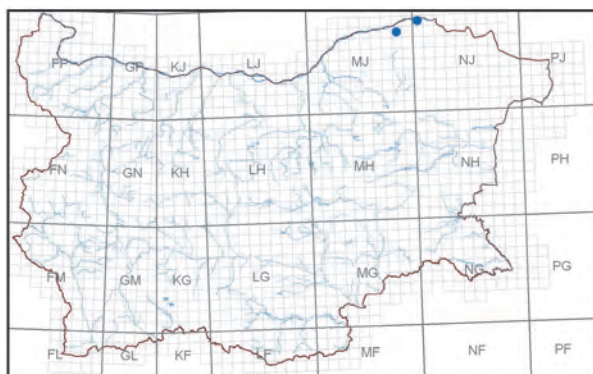 FP GP KJ LJ MJ NJ PJ
FN GN KH LH MH NH PH
FM GM KG LG MG NG PG
FL GL KF LF MF NF PF